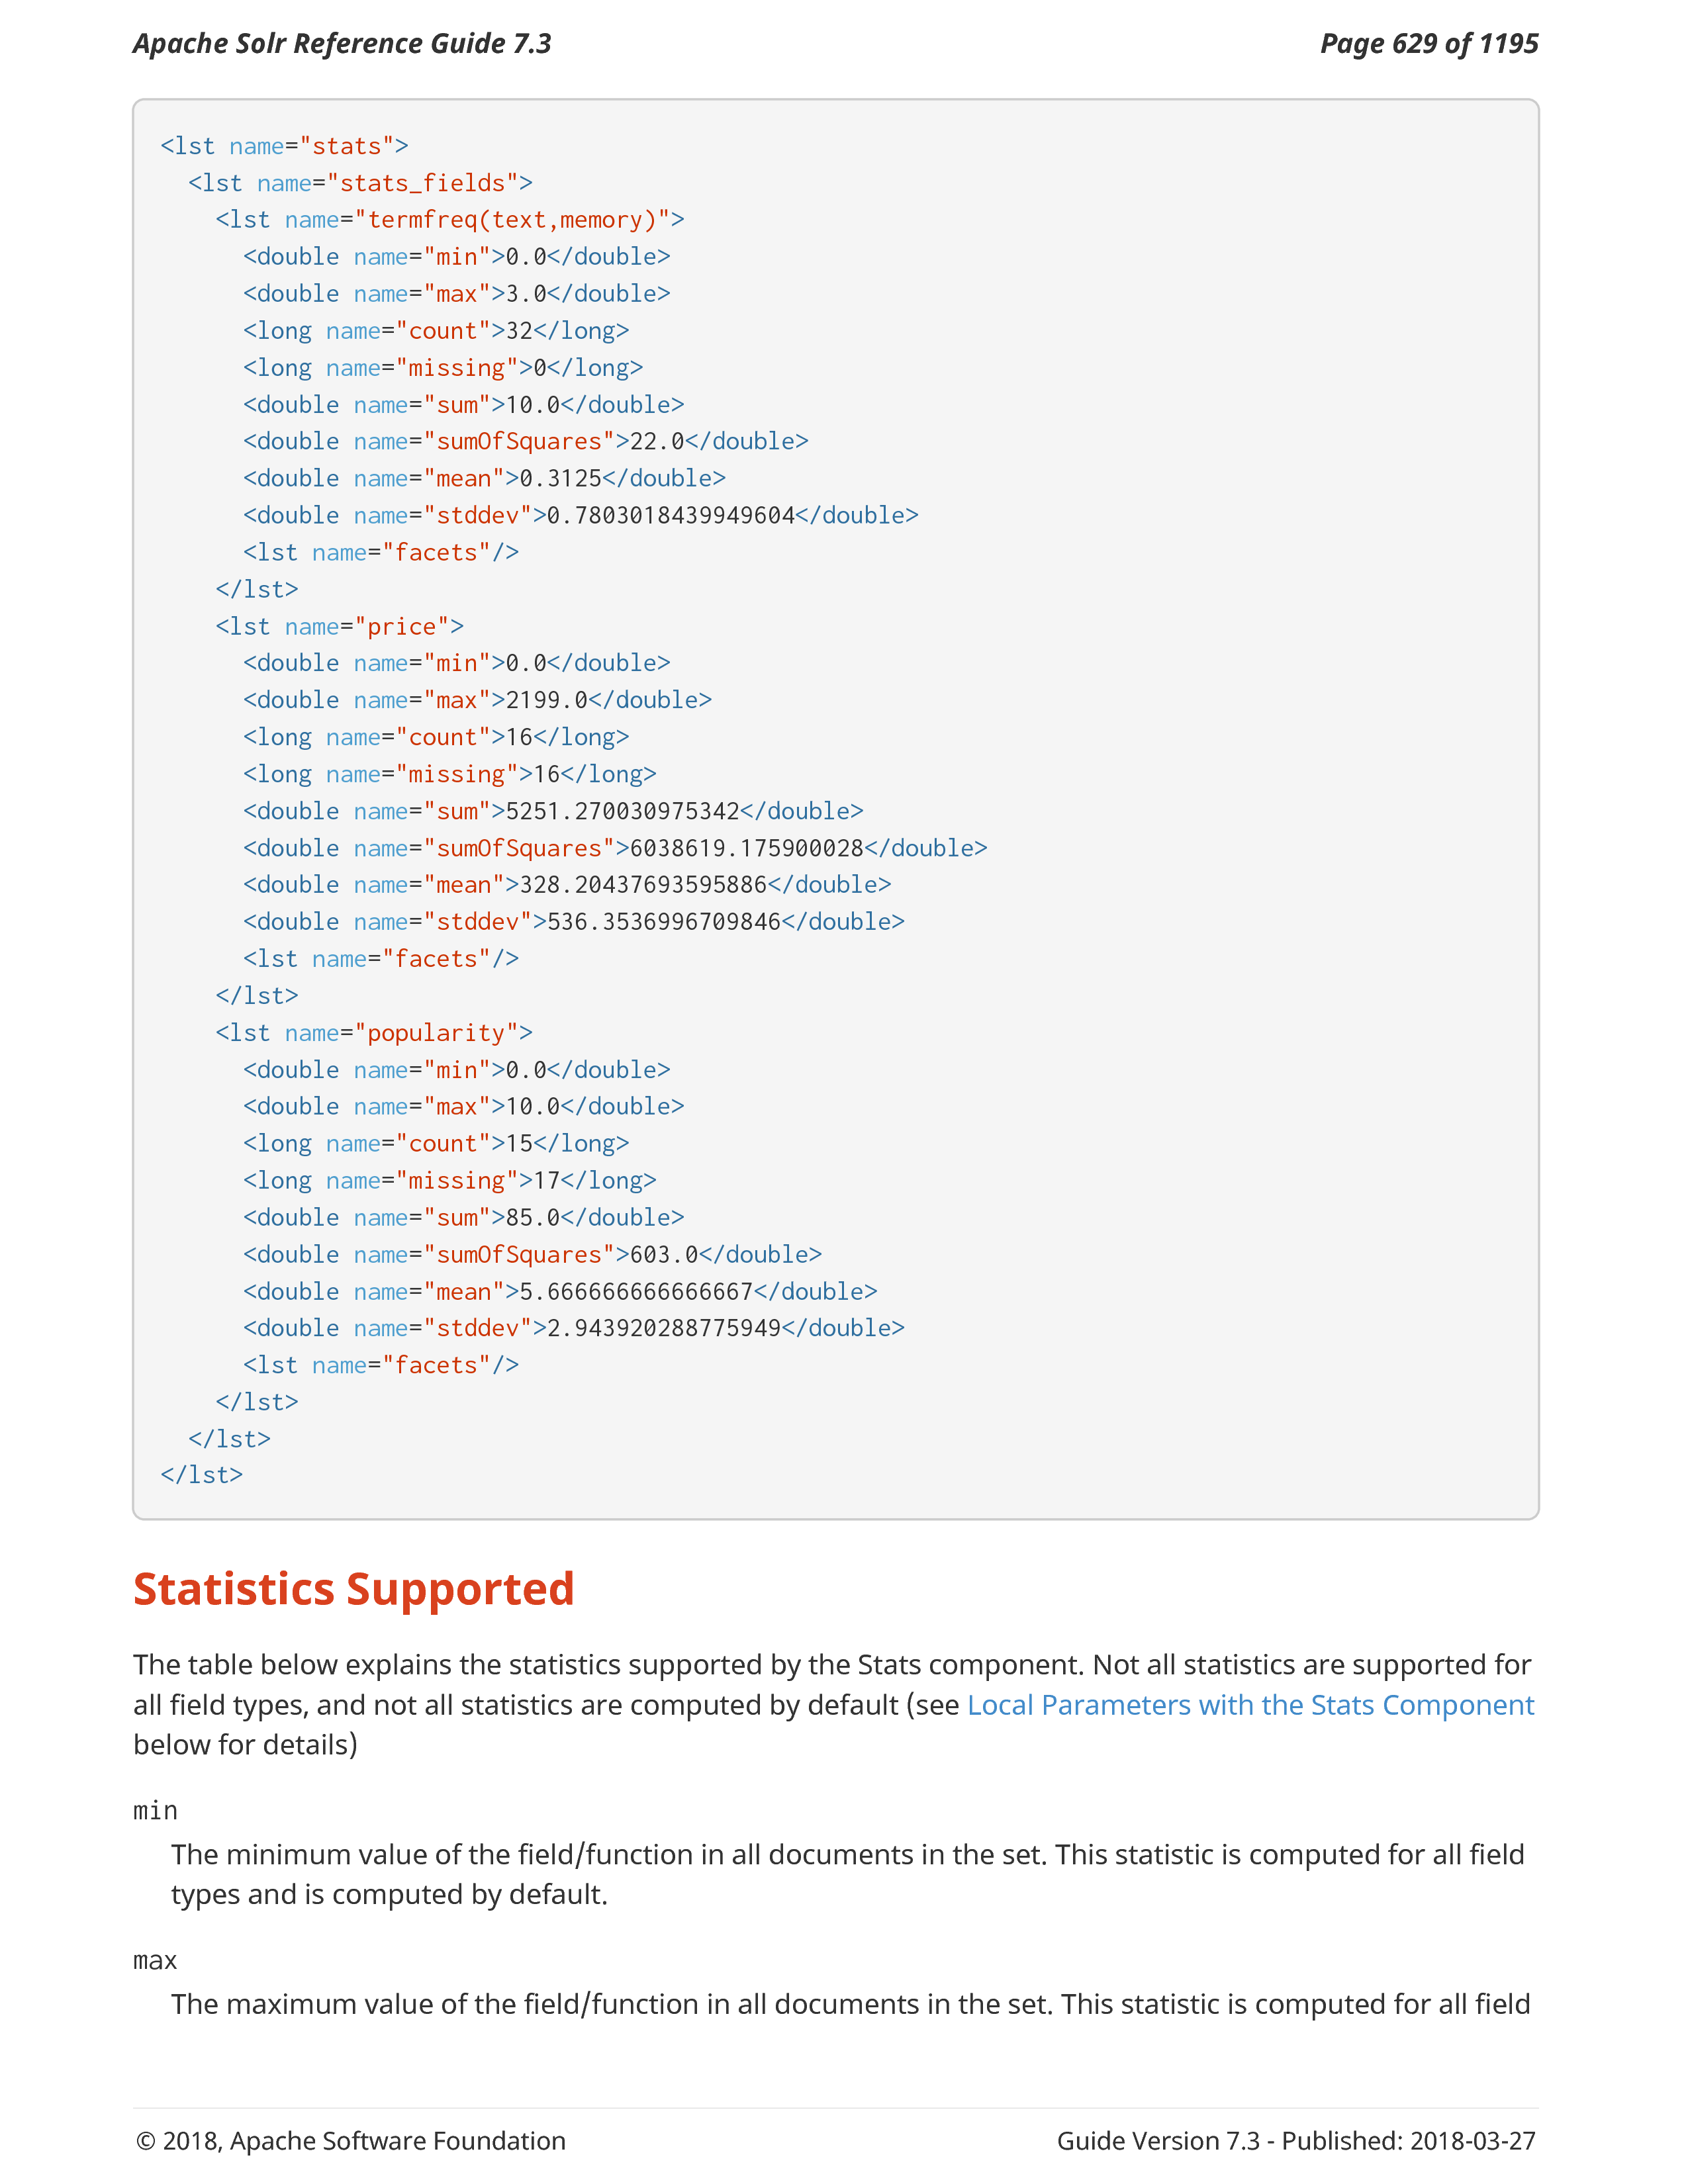 Apache Solr Reference Guide 7.3
Page 629 of 1195
<lst name="stats">
  <lst name="stats_fields">
    <lst name="termfreq(text,memory)">
      <double name="min">0.0</double>
      <double name="max">3.0</double>
      <long name="count">32</long>
      <long name="missing">0</long>
      <double name="sum">10.0</double>
      <double name="sumOfSquares">22.0</double>
      <double name="mean">0.3125</double>
      <double name="stddev">0.7803018439949604</double>
      <lst name="facets"/>
    </lst>
    <lst name="price">
      <double name="min">0.0</double>
      <double name="max">2199.0</double>
      <long name="count">16</long>
      <long name="missing">16</long>
      <double name="sum">5251.270030975342</double>
      <double name="sumOfSquares">6038619.175900028</double>
      <double name="mean">328.20437693595886</double>
      <double name="stddev">536.3536996709846</double>
      <lst name="facets"/>
    </lst>
    <lst name="popularity">
      <double name="min">0.0</double>
      <double name="max">10.0</double>
      <long name="count">15</long>
      <long name="missing">17</long>
      <double name="sum">85.0</double>
      <double name="sumOfSquares">603.0</double>
      <double name="mean">5.666666666666667</double>
      <double name="stddev">2.943920288775949</double>
      <lst name="facets"/>
    </lst>
  </lst>
</lst>
Statistics Supported
The table below explains the statistics supported by the Stats component. Not all statistics are supported for
all field types, and not all statistics are computed by default (see Local Parameters with the Stats Component
below for details)
min
The minimum value of the field/function in all documents in the set. This statistic is computed for all field
types and is computed by default.
max
The maximum value of the field/function in all documents in the set. This statistic is computed for all field
© 2018, Apache Software Foundation
Guide Version 7.3 - Published: 2018-03-27